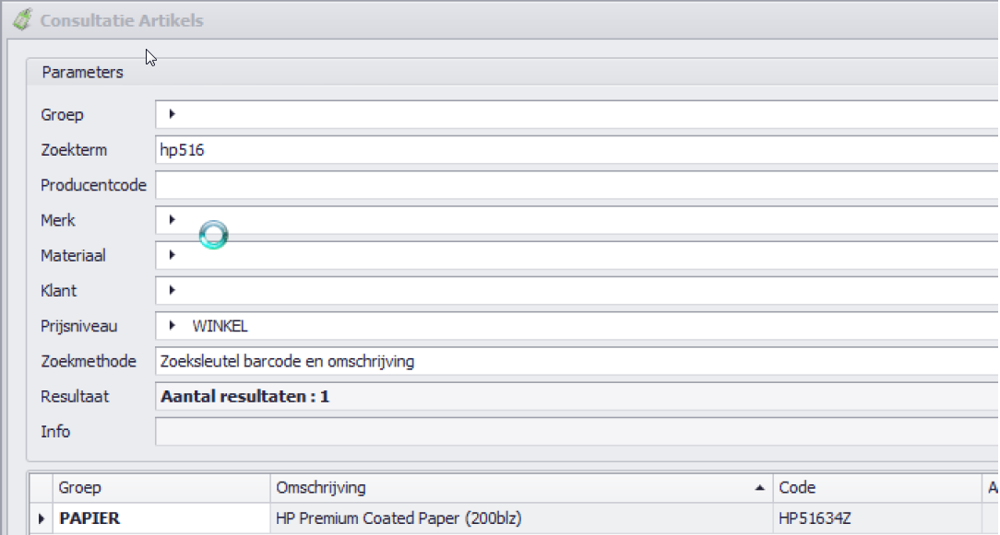 Consultatie Artikels
Parameters
Groep
Zoekterm hp516
Producentcode
Merk
Materiaal
Klant
Prijsniveau WINKEL
Zoekmethode Zoeksleutel barcode en omschrijving
Resultaat Aantal resultaten : 1
Info
Groep Omschrijving Code A
PAPIER HP Premium Coated Paper (200blz) HP51634Z